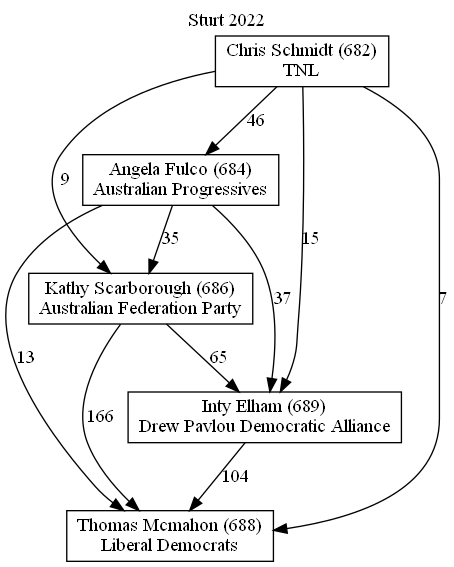 Sturt 2022
Chris Schmidt (682)
TNL
46
Angela Fulco (684)
Australian Progressives
9
35
15
Kathy Scarborough (686)
Australian Federation Party
37
7
13
65
Inty Elham (689)
Drew Pavlou Democratic Alliance
166
104
Thomas Mcmahon (688)
Liberal Democrats